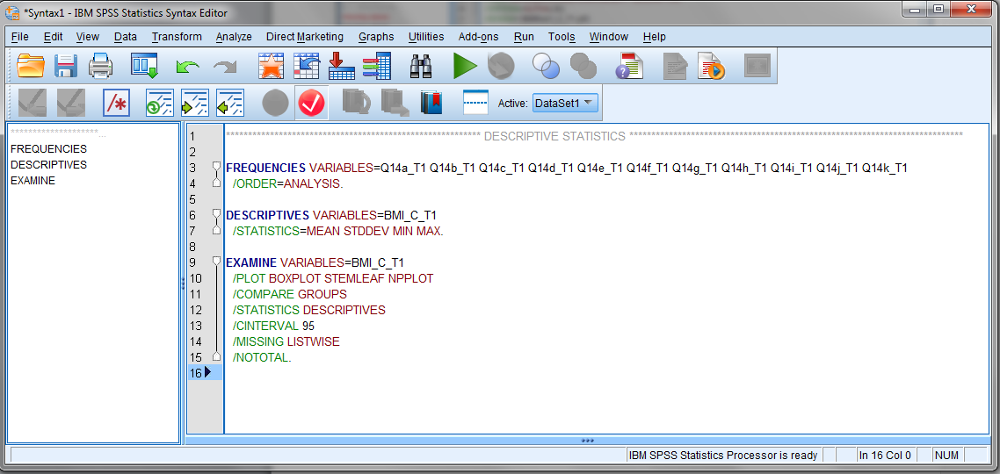 *Syntax1 - IBM SPSS Statistics Syntax Editor
File Edit View Data Transform Analyze Direct Marketing Graphs Utilities Add-ons Run Tools Window Help
Active: DataSet1
********************...
FREQUENCIES
DESCRIPTIVES
EXAMINE
1 ********************************************************** DESCRIPTIVE STATISTICS ****************************************************************************
2
3 FREQUENCIES VARIABLES=Q14a_T1 Q14b_T1 Q14c_T1 Q14d_T1 Q14e_T1 Q14f_T1 Q14g_T1 Q14h_T1 Q14i_T1 Q14j_T1 Q14k_T1
4 /ORDER=ANALYSIS.
5
6 DESCRIPTIVES VARIABLES=BMI_C_T1
7 /STATISTICS=MEAN STDDEV MIN MAX.
8
9 EXAMINE VARIABLES=BMI_C_T1
10 /PLOT BOXPLOT STEMLEAF NPPLOT
11 /COMPARE GROUPS
12 /STATISTICS DESCRIPTIVES
13 /CINTERVAL 95
14 /MISSING LISTWISE
15 /NOTOTAL.
16
IBM SPSS Statistics Processor is ready In 16 Col 0 NUM